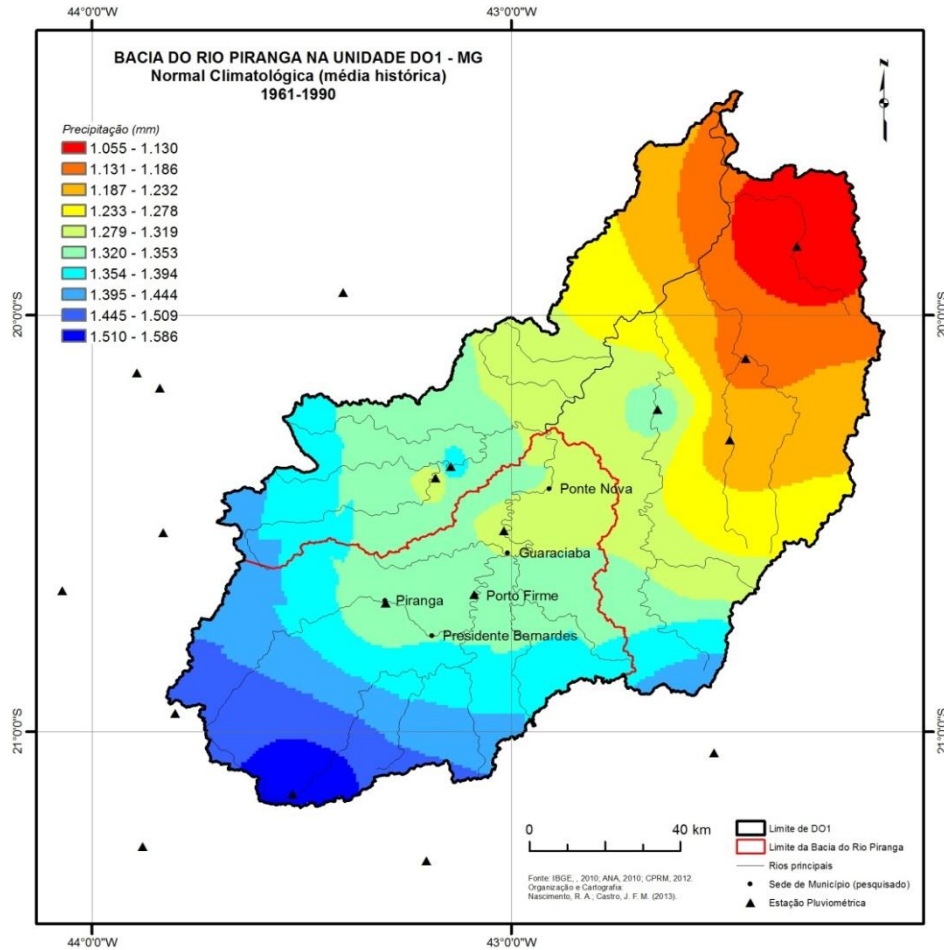 44°0'0"W
43°0'0"W
BACIA DO RIO PIRANGA NA UNIDADE DO1 - MG
Normal Climatológica (média histórica)
1961-1990
N
Precipitação (mm)
1.055 - 1.130
1.131 - 1.186
1.187 - 1.232
1.233 - 1.278
1.279 - 1.319
1.320 - 1.353
1.354 - 1.394
1.395 - 1.444
1.445 - 1.509
1.510 - 1.586
20°0'0"S
20°0'0"S
Ponte Nova
Guaraciaba
Piranga
Porto Firme
Presidente Bernardes
21°0'0"S
21°0'0"S
0 40 km
Fonte: IBGE, , 2010; ANA, 2010; CPRM, 2012.
Organização e Cartografia:
Nascimento, R. A.; Castro, J. F. M. (2013).
Limite de DO1
Limite da Bacia do Rio Piranga
Rios principais
Sede de Município (pesquisado)
Estação Pluviométrica
44°0'0"W
43°0'0"W